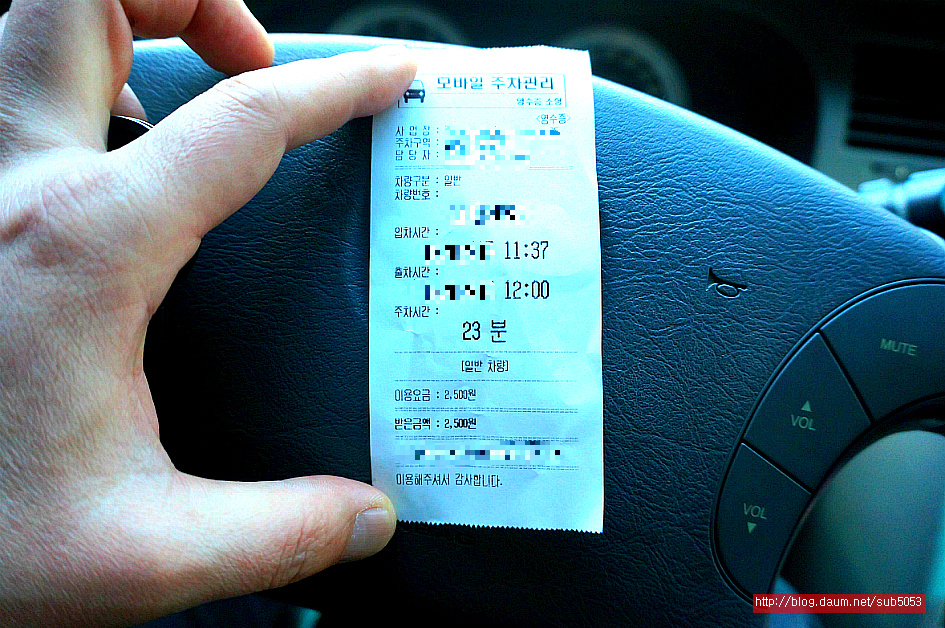 모바일 주차관리
영수증 소형
<영수증>
사 업 장 :
주차구역 :
담 당 자 :
차량구분 : 일반
차량번호 :
입차시간 :
11:37
출차시간 :
12:00
주차시간 :
23 분
[일반 차량]
이용요금 : 2,500원
받은금액 : 2,500원
이용해주셔서 감사합니다.
MUTE
VOL
VOL
http://blog.daum.net/sub5053